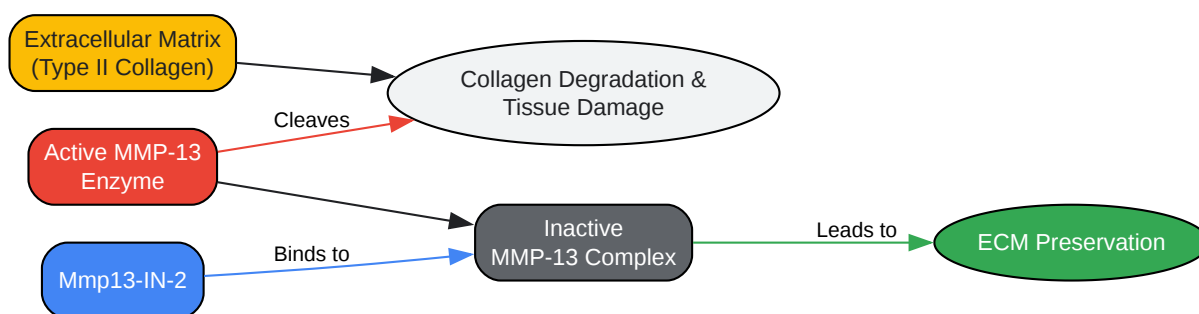 Extracellular Matrix
(Type II Collagen)
Collagen Degradation &
Tissue Damage
Cleaves
Active MMP-13
Enzyme
Inactive
MMP-13 Complex
Leads to
ECM Preservation
Binds to
Mmp13-IN-2